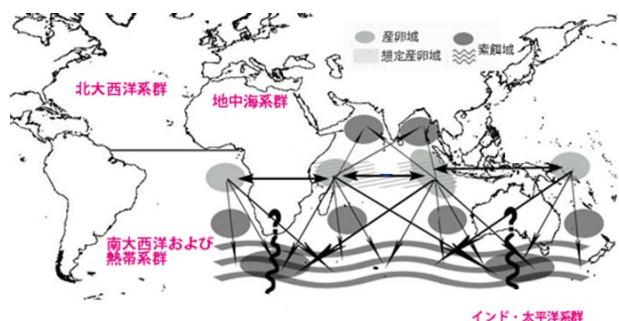 産卵域
索餌域
想定産卵域
北大西洋系群
地中海系群
南大西洋および
熱帯系群
?
?
インド・太平洋系群